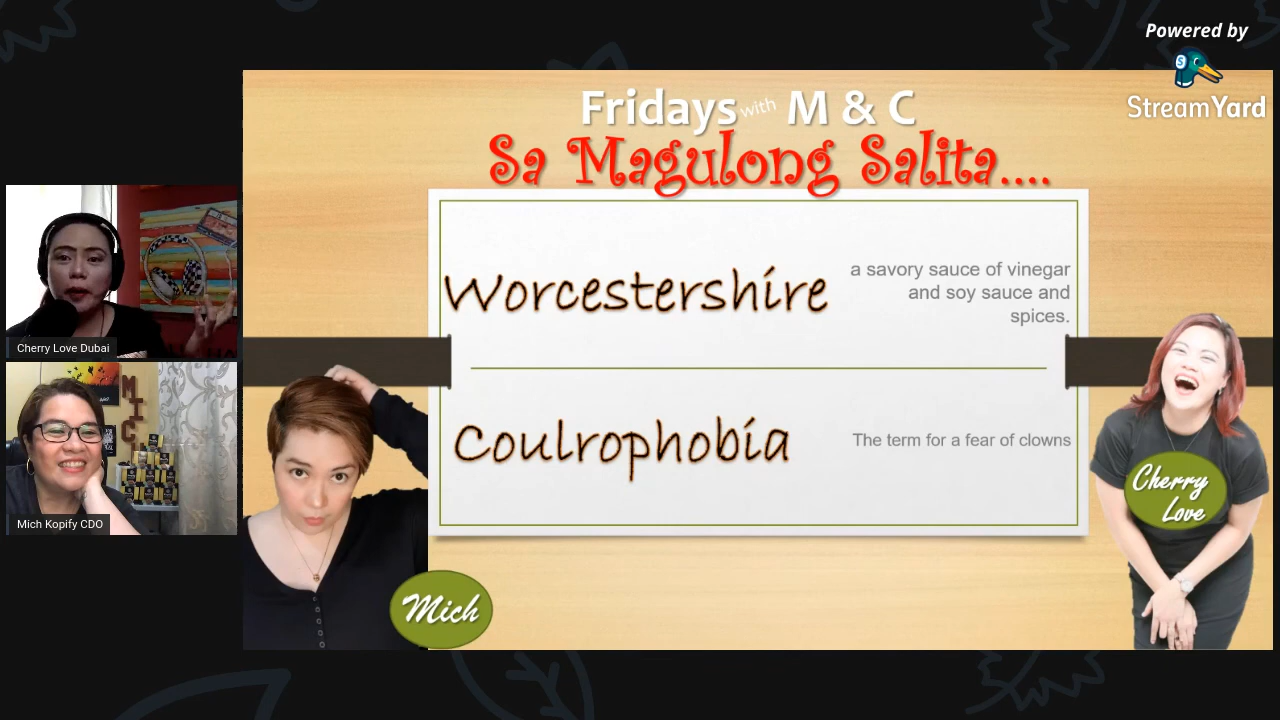 Powered by
StreamYard
Fridays with M & C
Sa Magulong Salita....
Worcestershire
a savory sauce of vinegar
and soy sauce and
spices.
Coulrophobia
The term for a fear of clowns
Cherry Love Dubai
MICH
Mich Kopify CDO
Mich
Cherry
Love